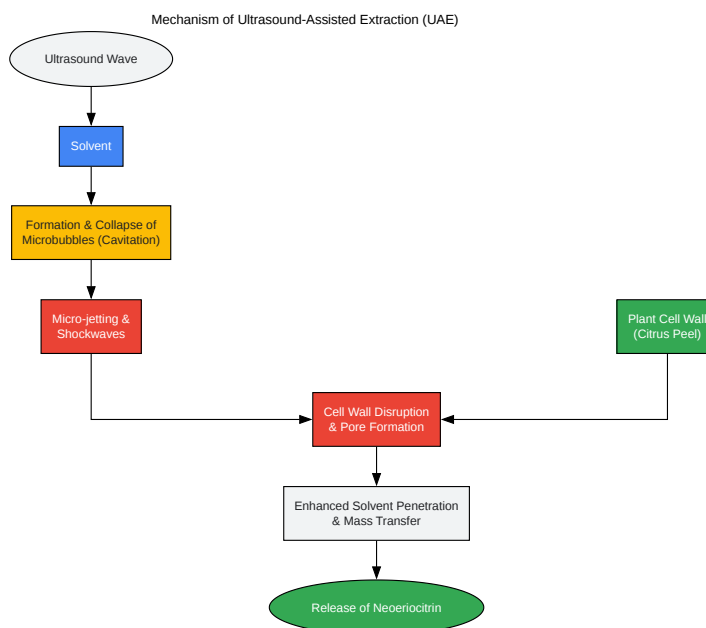 Mechanism of Ultrasound-Assisted Extraction (UAE)
Ultrasound Wave
Solvent
Formation & Collapse of
Microbubbles (Cavitation)
Micro-jetting &
Shockwaves
Plant Cell Wall
(Citrus Peel)
Cell Wall Disruption
& Pore Formation
Enhanced Solvent Penetration
& Mass Transfer
Release of Neoeriocitrin